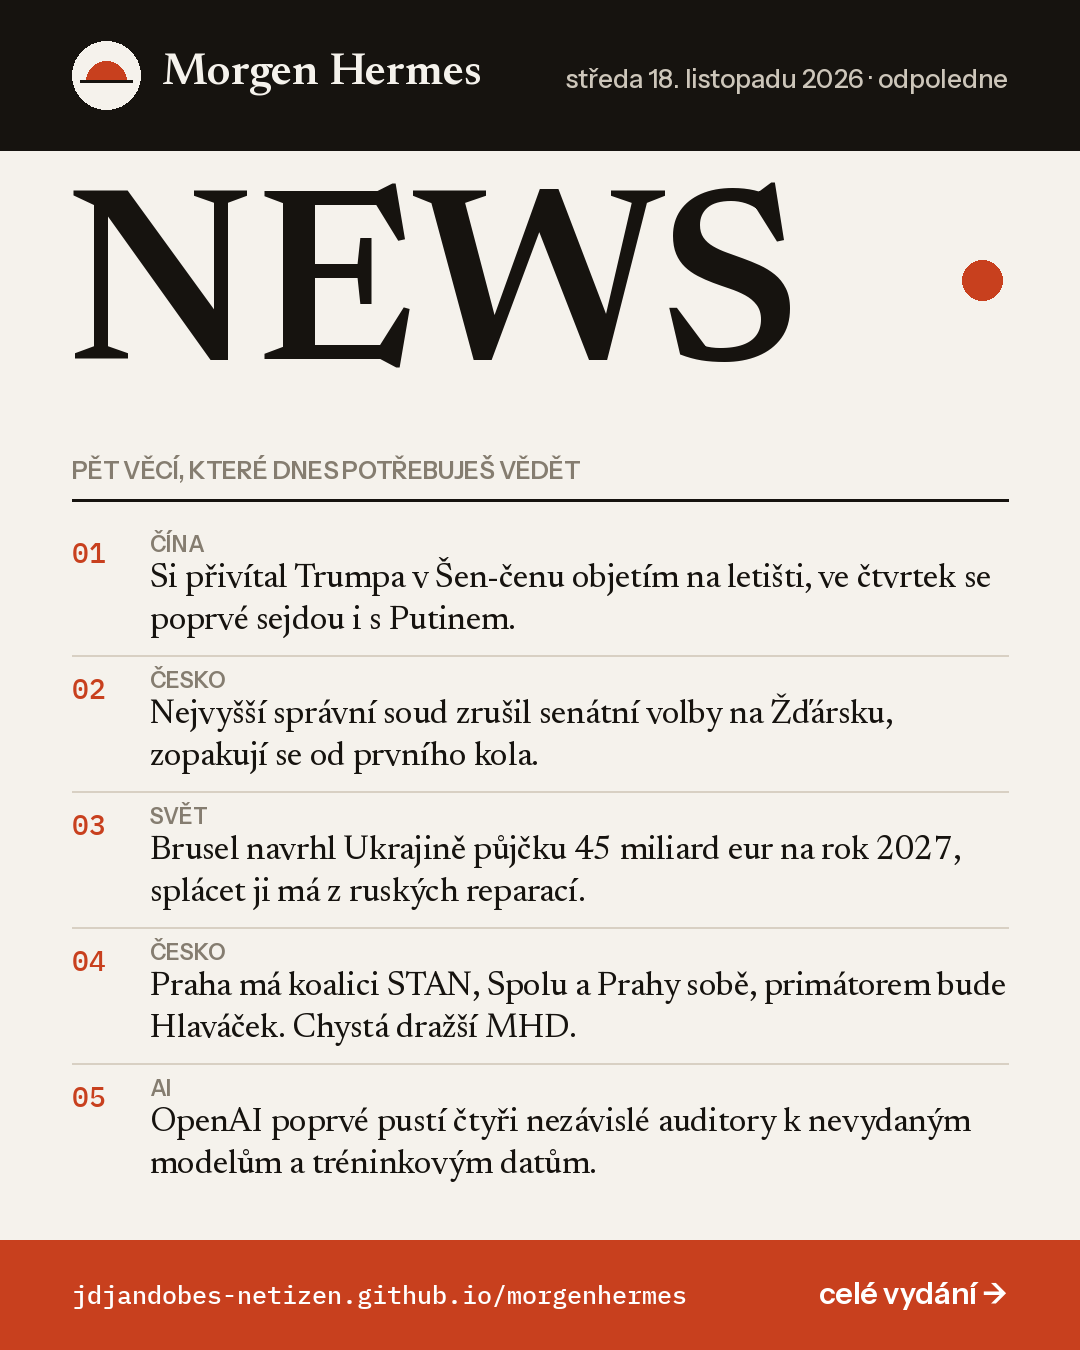 Morgen Hermes
středa 18. listopadu 2026 · odpoledne
NEWS
PĚT VĚCÍ, KTERÉ DNES POTŘEBUJEŠ VĚDĚT
01
ČÍNA
Si přivítal Trumpa v Šen-čenu objetím na letišti, ve čtvrtek se
poprvé sejdou i s Putinem.
02
ČESKO
Nejvyšší správní soud zrušil senátní volby na Žďársku,
zopakují se od prvního kola.
03
SVĚT
Brusel navrhl Ukrajině půjčku 45 miliard eur na rok 2027,
splácet ji má z ruských reparací.
04
ČESKO
Praha má koalici STAN, Spolu a Prahy sobě, primátorem bude
Hlaváček. Chystá dražší MHD.
05
AI
OpenAI poprvé pustí čtyři nezávislé auditory k nevydaným
modelům a tréninkovým datům.
jdjandobes-netizen.github.io/morgenhermes
celé vydání →